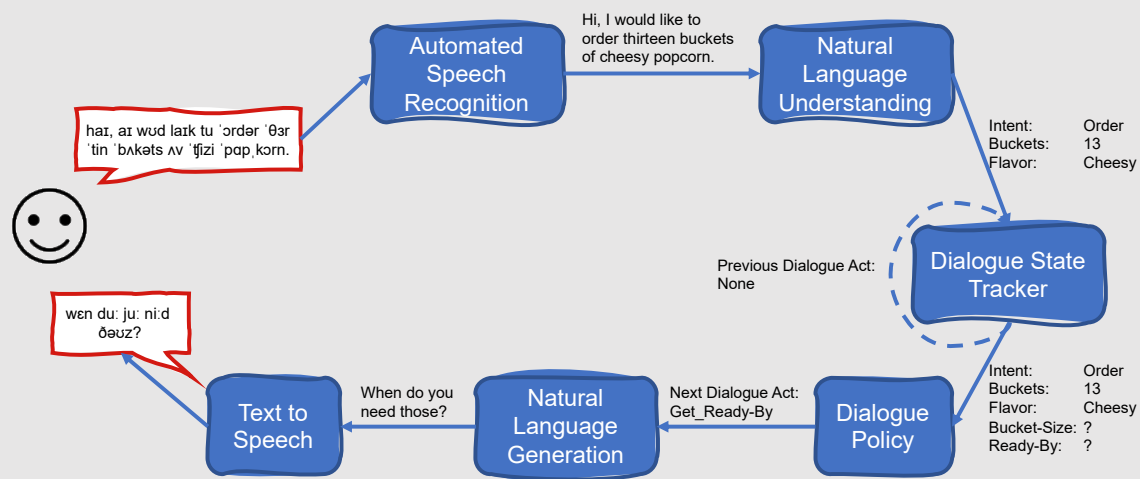 haɪ, aɪ wʊd laɪk tu ˈɔrdər ˈθɜr
ˈtin ˈbʌkəts ʌv ˈʧizi ˈpɑpˌkɔrn.
Automated
Speech
Recognition
Hi, I would like to
order thirteen buckets
of cheesy popcorn.
Natural
Language
Understanding
Intent: Order
Buckets: 13
Flavor: Cheesy
Previous Dialogue Act:
None
Dialogue State
Tracker
Intent: Order
Buckets: 13
Flavor: Cheesy
Bucket-Size: ?
Ready-By: ?
Dialogue
Policy
Next Dialogue Act:
Get_Ready-By
Natural
Language
Generation
When do you
need those?
Text to
Speech
wɛn duː juː niːd
ðəʊz?